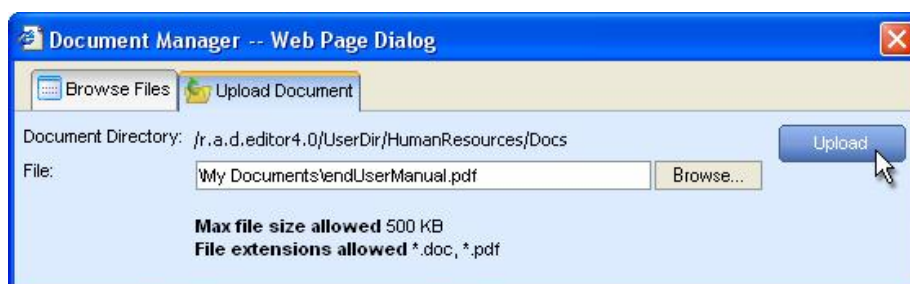 Document Manager -- Web Page Dialog
Browse Files Upload Document
Document Directory: /r.a.d.editor4.0/UserDir/HumanResources/Docs Upload
File: \My Documents\endUserManual.pdf Browse...
Max file size allowed 500 KB
File extensions allowed *.doc, *.pdf